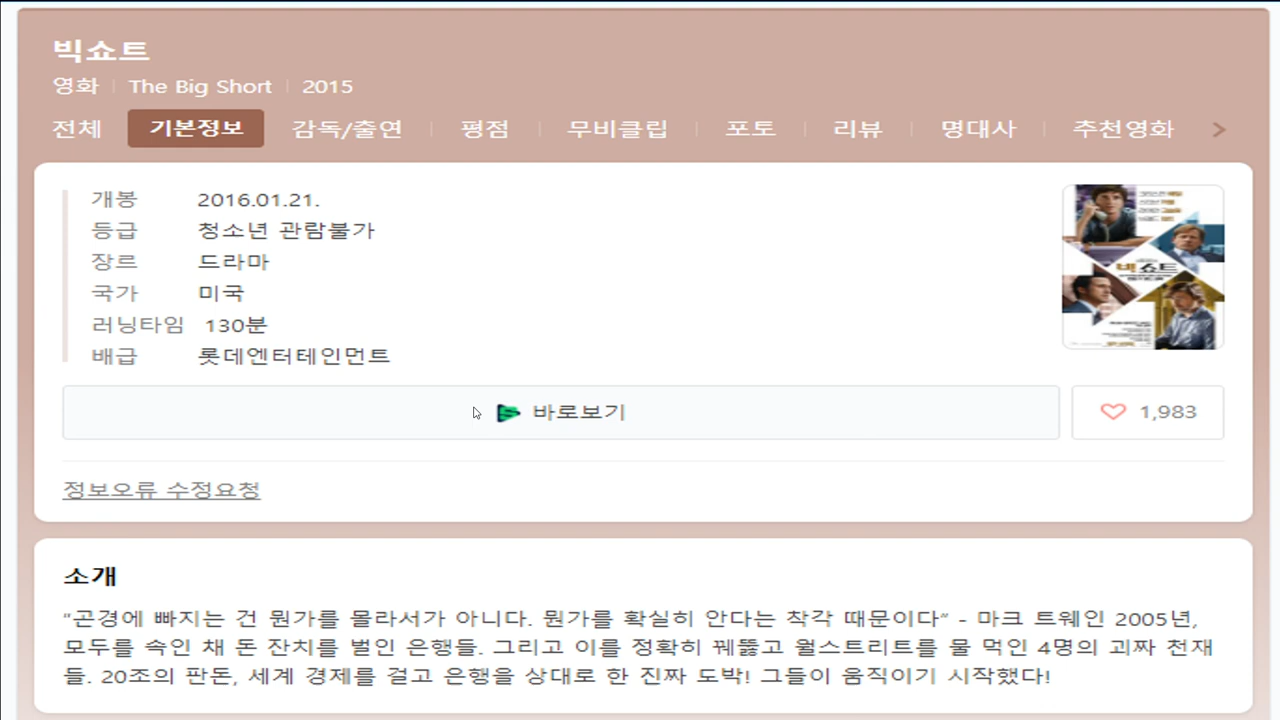 빅쇼트
영화 The Big Short 2015
전체 기본정보 감독/출연 평점 무비클립 포토 리뷰 명대사 추천영화 >
개봉 2016.01.21.
등급 청소년 관람불가
장르 드라마
국가 미국
러닝타임 130분
배급 롯데엔터테인먼트
빅쇼트
바로보기 1,983
정보오류 수정요청
소개
“곤경에 빠지는 건 뭔가를 몰라서가 아니다. 뭔가를 확실히 안다는 착각 때문이다” - 마크 트웨인 2005년,
모두를 속인 채 돈 잔치를 벌인 은행들. 그리고 이를 정확히 꿰뚫고 월스트리트를 물 먹인 4명의 괴짜 천재
들. 20조의 판돈, 세계 경제를 걸고 은행을 상대로 한 진짜 도박! 그들이 움직이기 시작했다!